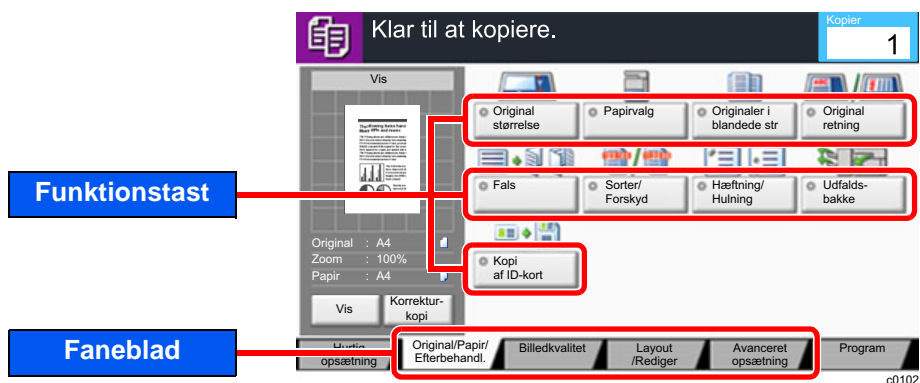 Klar til at kopiere.
Kopier
1
Vis
Original
størrelse
Papirvalg
Originaler i
blandede str
Original
retning
Funktionstast
Fals
Sorter/
Forskyd
Hæftning/
Hulning
Udfalds-
bakke
Original : A4
Zoom : 100%
Papir : A4
Kopi
af ID-kort
Vis
Korrektur-
kopi
Faneblad
Hurtig
opsætning
Original/Papir/
Efterbehandl.
Billedkvalitet
Layout
/Rediger
Avanceret
opsætning
Program
c0102